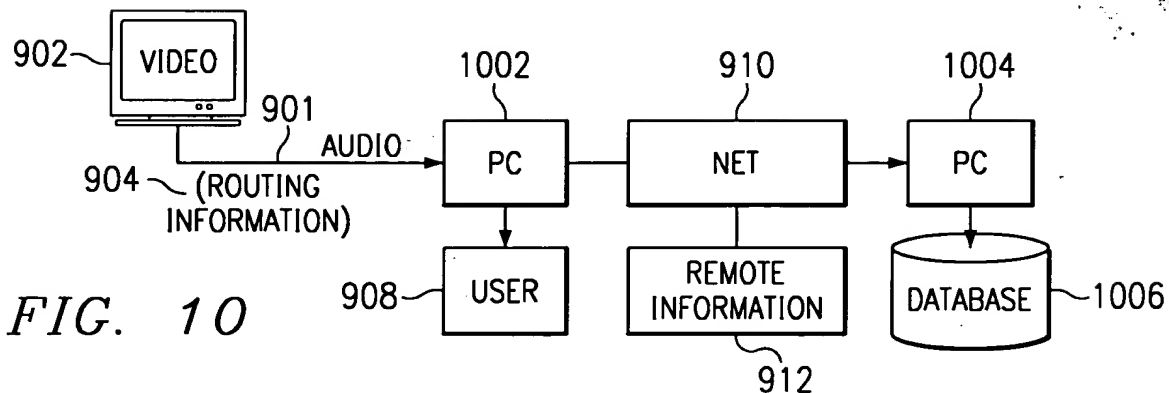 902
VIDEO
901
AUDIO
904
(ROUTING
INFORMATION)
1002
PC
910
NET
1004
PC
908
USER
REMOTE
INFORMATION
912
DATABASE
1006
FIG. 10